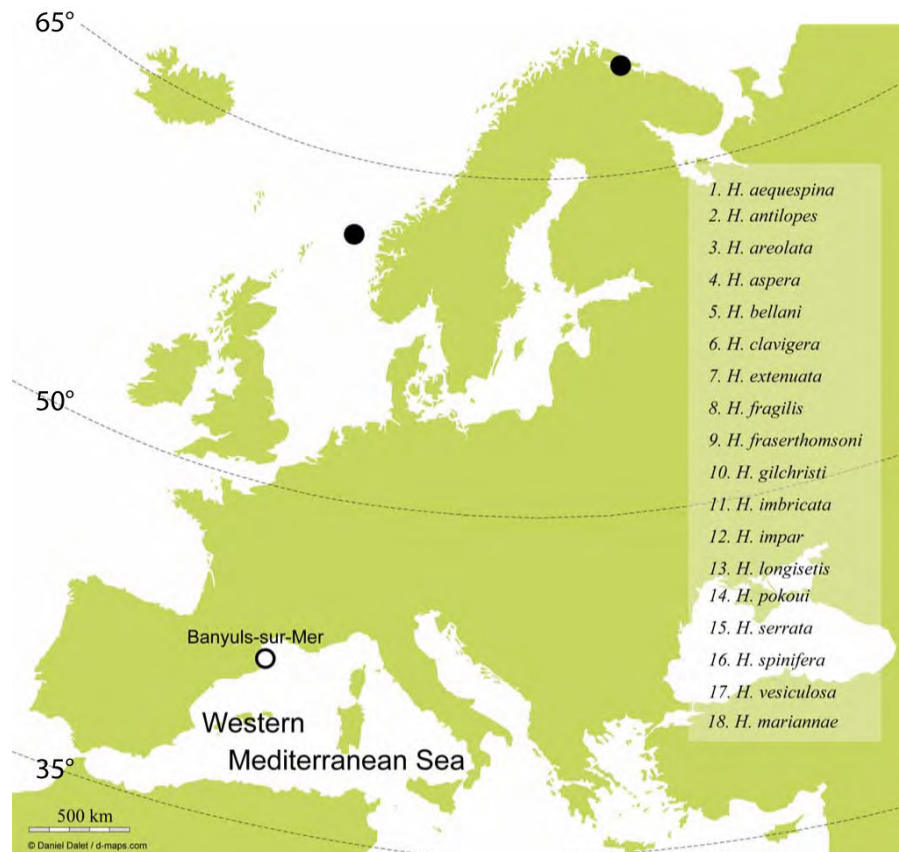 65°
1. H. aequespina
2. H. antilopes
3. H. areolata
4. H. aspera
5. H. bellani
6. H. clavigera
7. H. extenuata
50°
8. H. fragilis
9. H. fraserthomsoni
10. H. gilchristi
11. H. imbricata
12. H. impar
13. H. longisetis
14. H. pokoui
15. H. serrata
16. H. spinifera
17. H. vesiculosa
18. H. mariannae
Banyuls-sur-Mer
Western
Mediterranean Sea
35°
500 km
© Daniel Dalet / d-maps.com